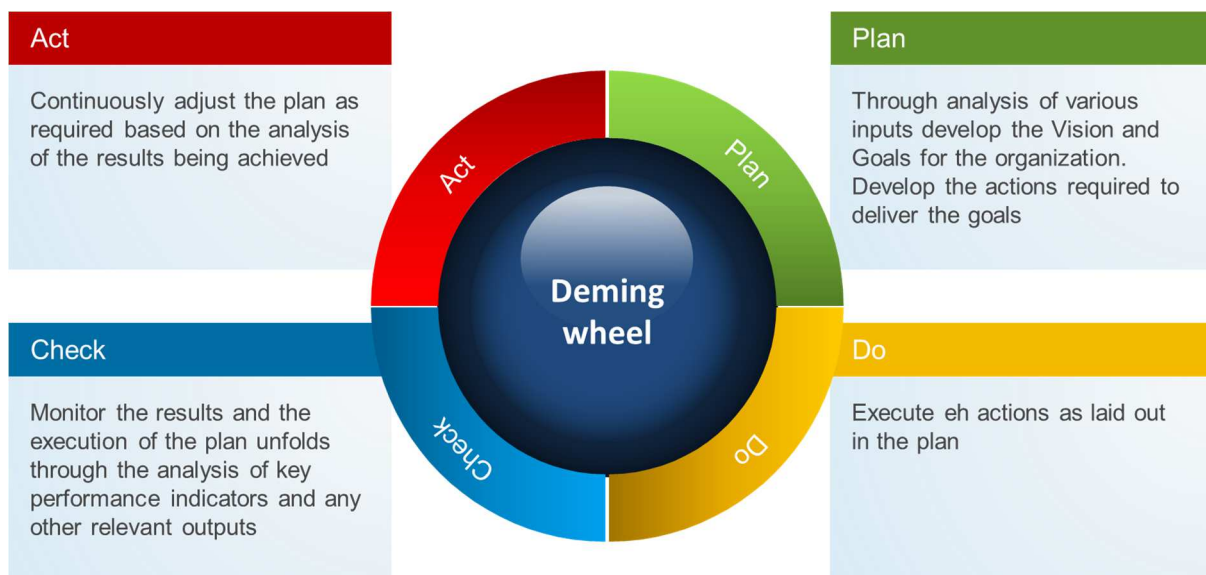 Act
Continuously adjust the plan as
required based on the analysis
of the results being achieved
Plan
Through analysis of various
inputs develop the Vision and
Goals for the organization.
Develop the actions required to
deliver the goals
Act
Plan
Deming
wheel
Check
Do
Check
Monitor the results and the
execution of the plan unfolds
through the analysis of key
performance indicators and any
other relevant outputs
Do
Execute eh actions as laid out
in the plan